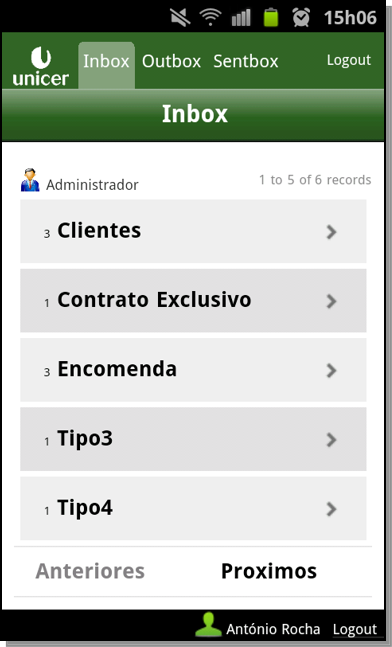 15h06
unicer
Inbox Outbox Sentbox Logout
Inbox
Administrador 1 to 5 of 6 records
3 Clientes
1 Contrato Exclusivo
3 Encomenda
1 Tipo3
1 Tipo4
Anteriores Proximos
António Rocha Logout